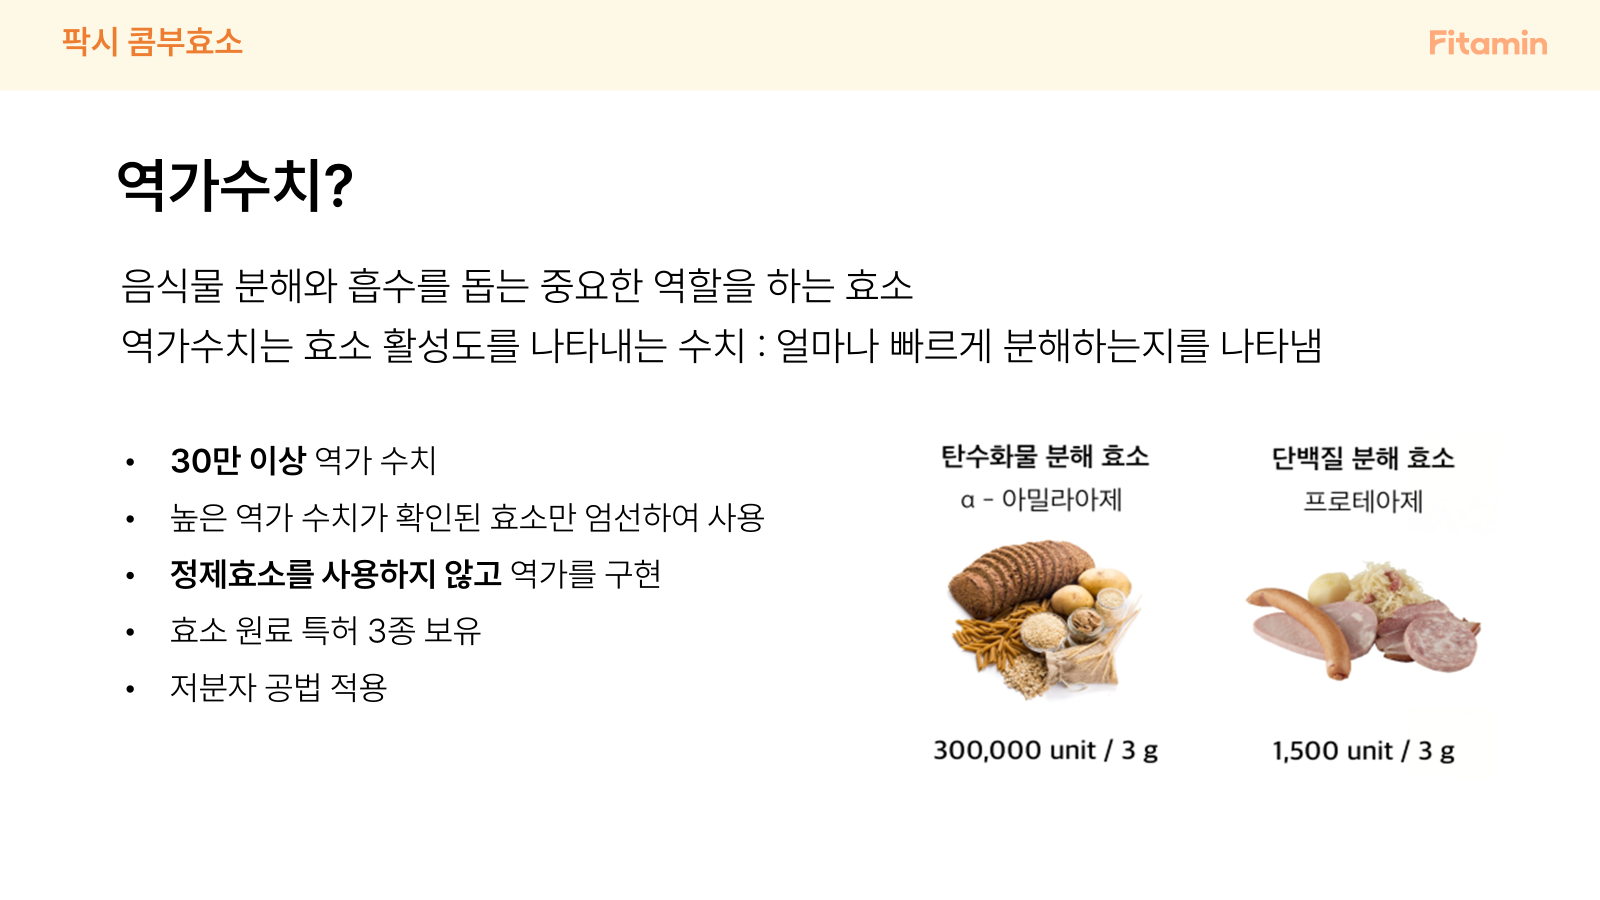 팍시 콤부효소
Fitamin
역가수치?
음식물 분해와 흡수를 돕는 중요한 역할을 하는 효소
역가수치는 효소 활성도를 나타내는 수치 : 얼마나 빠르게 분해하는지를 나타냄
• 30만 이상 역가 수치
• 높은 역가 수치가 확인된 효소만 엄선하여 사용
• 정제효소를 사용하지 않고 역가를 구현
• 효소 원료 특허 3종 보유
• 저분자 공법 적용
탄수화물 분해 효소
α - 아밀라아제
300,000 unit / 3 g
단백질 분해 효소
프로테아제
1,500 unit / 3 g